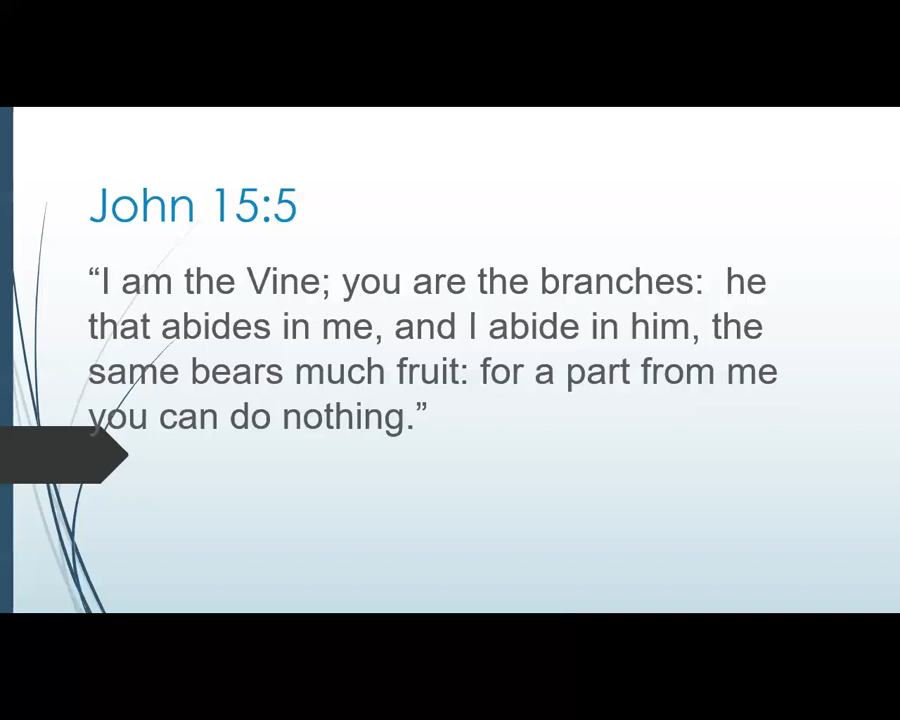 John 15:5
“I am the Vine; you are the branches:  he
that abides in me, and I abide in him, the
same bears much fruit: for a part from me
you can do nothing.”